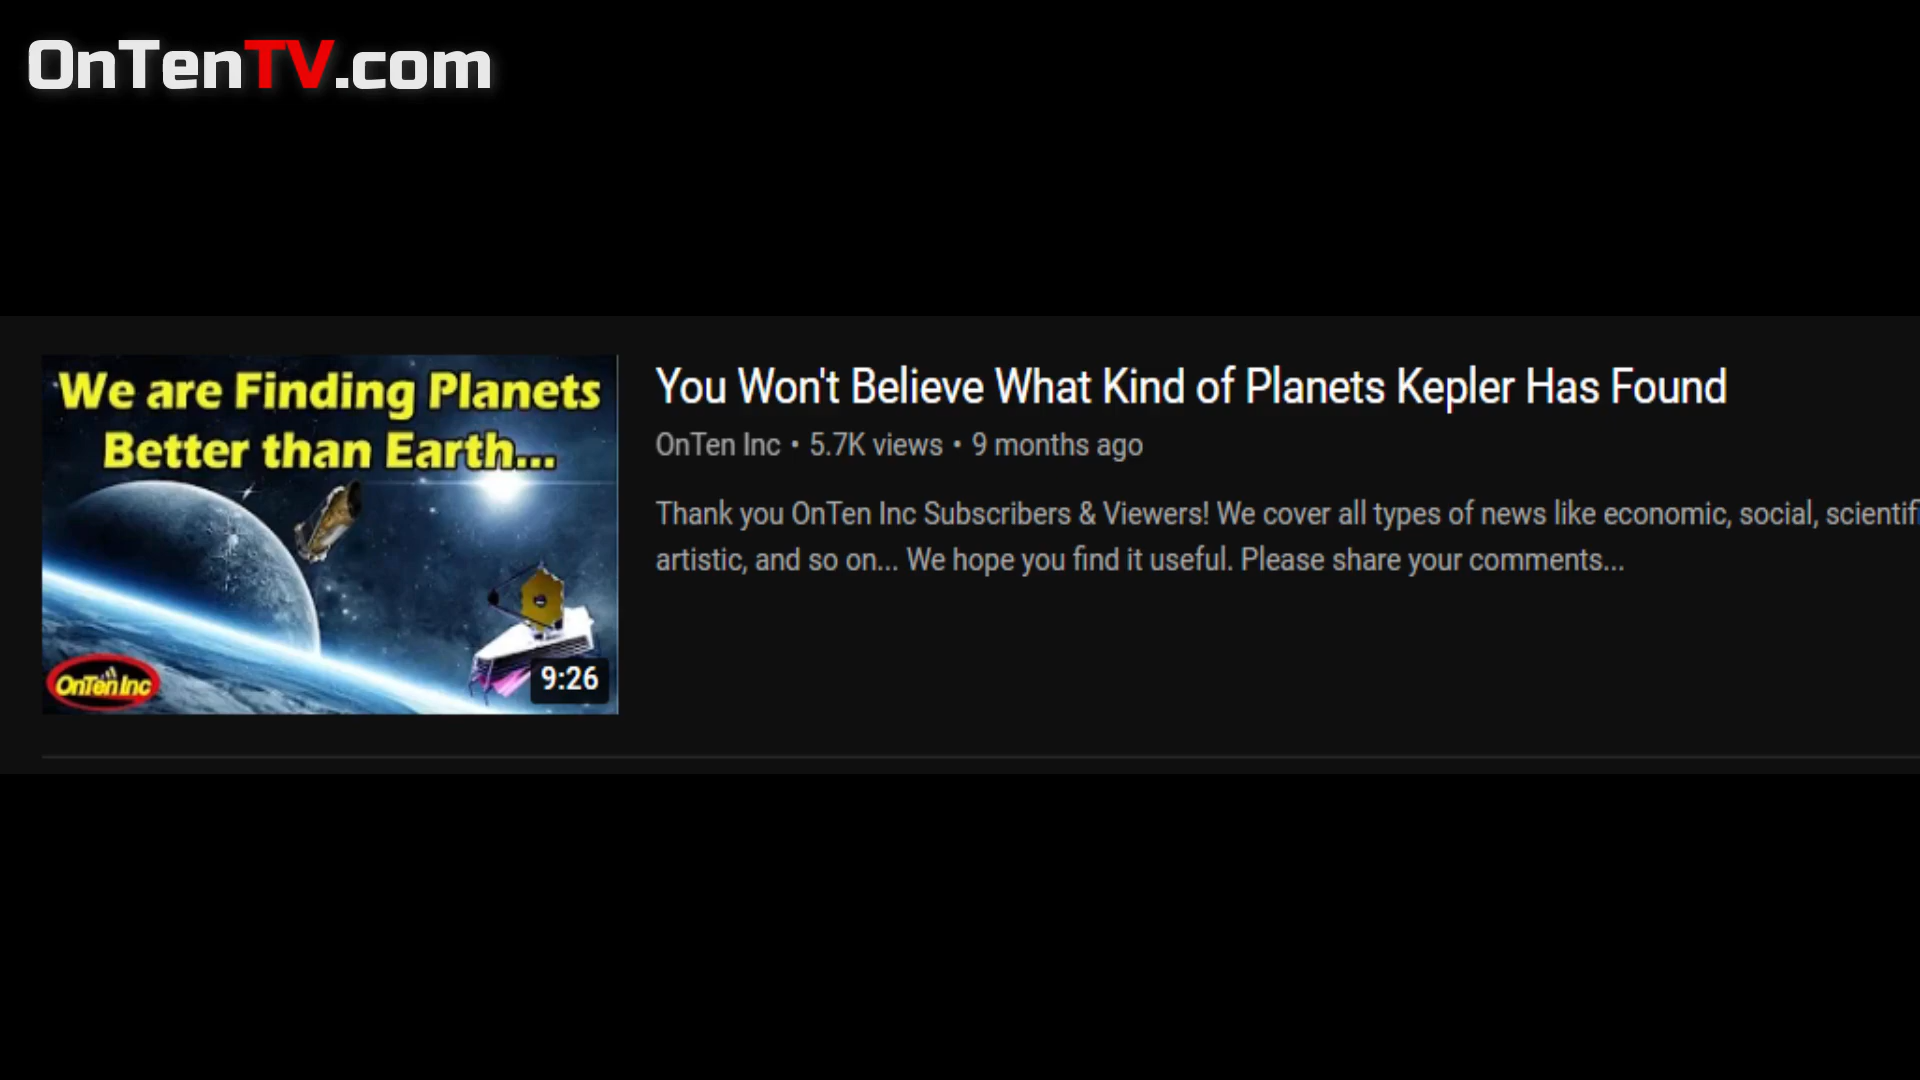 OnTenTV.com
We are Finding Planets
Better than Earth...
OnTen Inc
9:26
You Won't Believe What Kind of Planets Kepler Has Found
OnTen Inc • 5.7K views • 9 months ago
Thank you OnTen Inc Subscribers & Viewers! We cover all types of news like economic, social, scientifi
artistic, and so on... We hope you find it useful. Please share your comments...